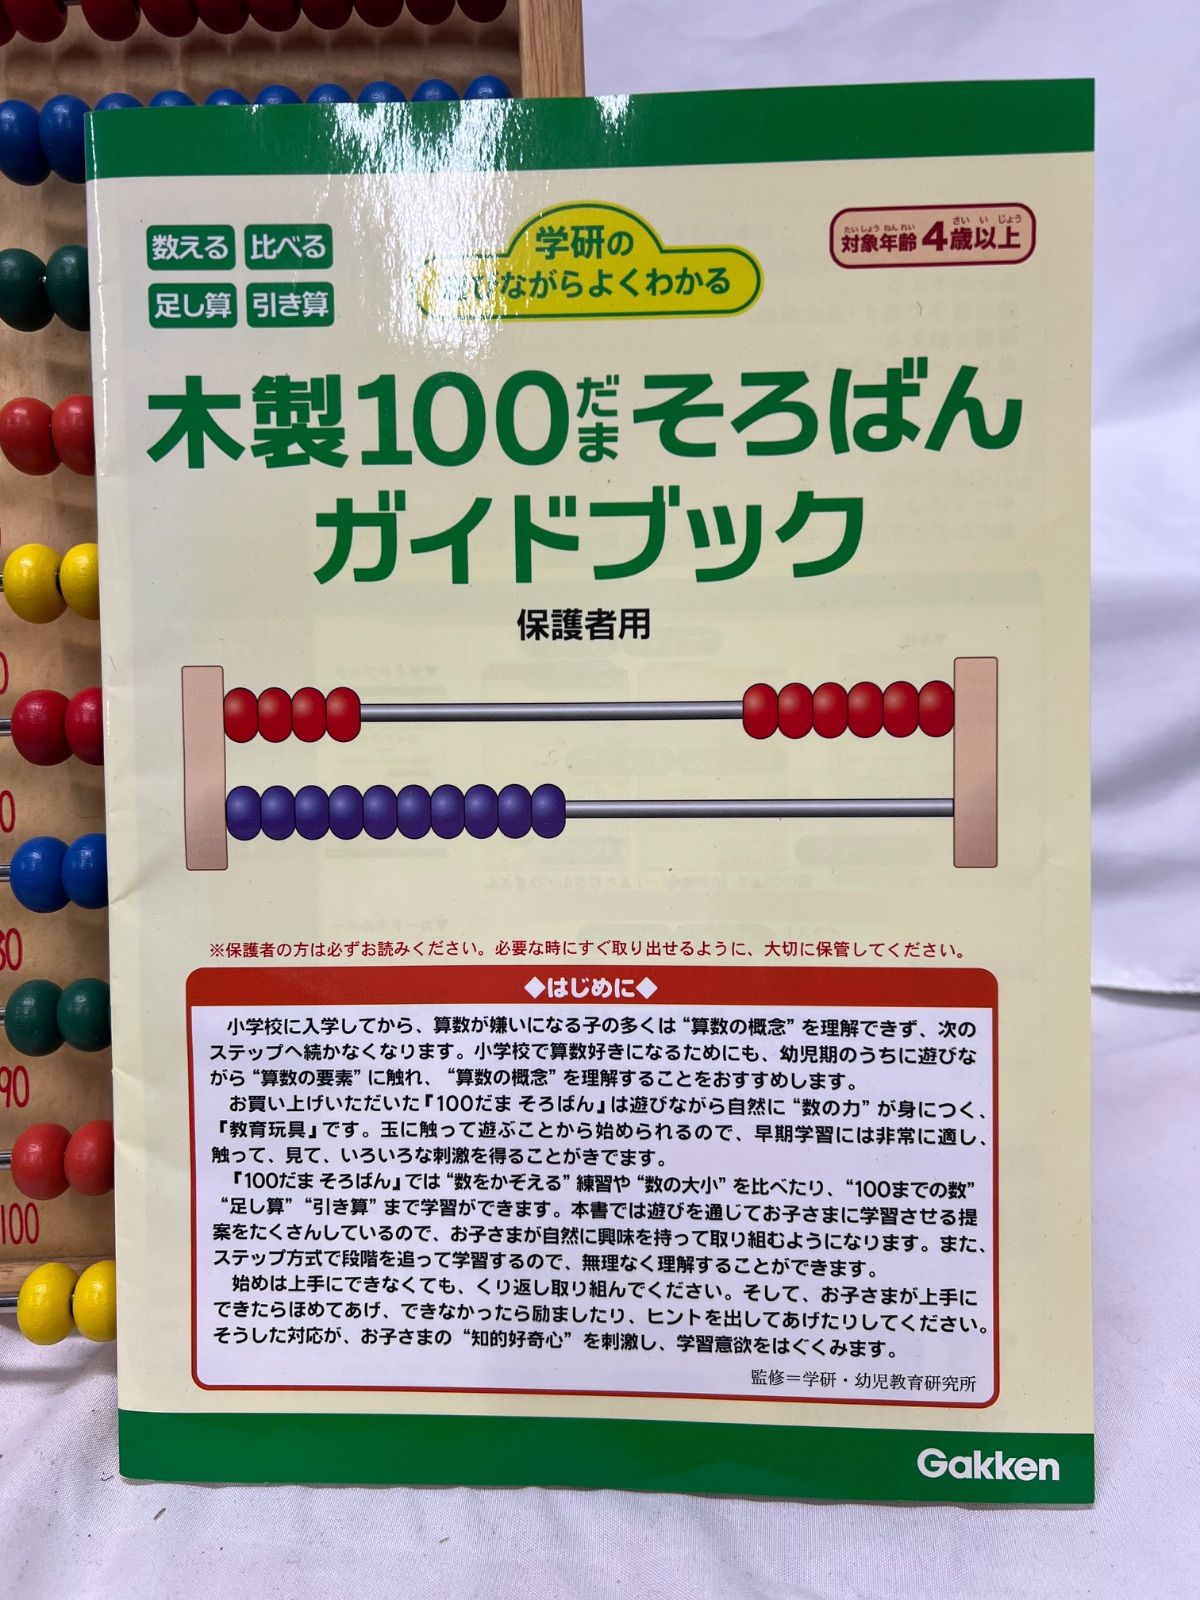 数える 比べる
足し算 引き算
学研の
びながらよくわかる
たいしょうねんれい さい い じょう
対象年齢 4歳以上
木製100だまそろばん
ガイドブック
保護者用
※保護者の方は必ずお読みください。必要な時にすぐ取り出せるように、大切に保管してください。
◆はじめに◆
小学校に入学してから、算数が嫌いになる子の多くは“算数の概念”を理解できず、次の
ステップへ続かなくなります。小学校で算数好きになるためにも、幼児期のうちに遊びな
がら“算数の要素”に触れ、“算数の概念”を理解することをおすすめします。
お買い上げいただいた『100だま そろばん』は遊びながら自然に“数の力”が身につく、
『教育玩具』です。玉に触って遊ぶことから始められるので、早期学習には非常に適し、
触って、見て、いろいろな刺激を得ることがきでます。
『100だま そろばん』では“数をかぞえる”練習や“数の大小”を比べたり、“100までの数”
“足し算”“引き算”まで学習ができます。本書では遊びを通じてお子さまに学習させる提
案をたくさんしているので、お子さまが自然に興味を持って取り組むようになります。また、
ステップ方式で段階を追って学習するので、無理なく理解することができます。
始めは上手にできなくても、くり返し取り組んでください。そして、お子さまが上手に
できたらほめてあげ、できなかったら励ましたり、ヒントを出してあげたりしてください。
そうした対応が、お子さまの“知的好奇心”を刺激し、学習意欲をはぐくみます。
監修＝学研・幼児教育研究所
Gakken
90
100